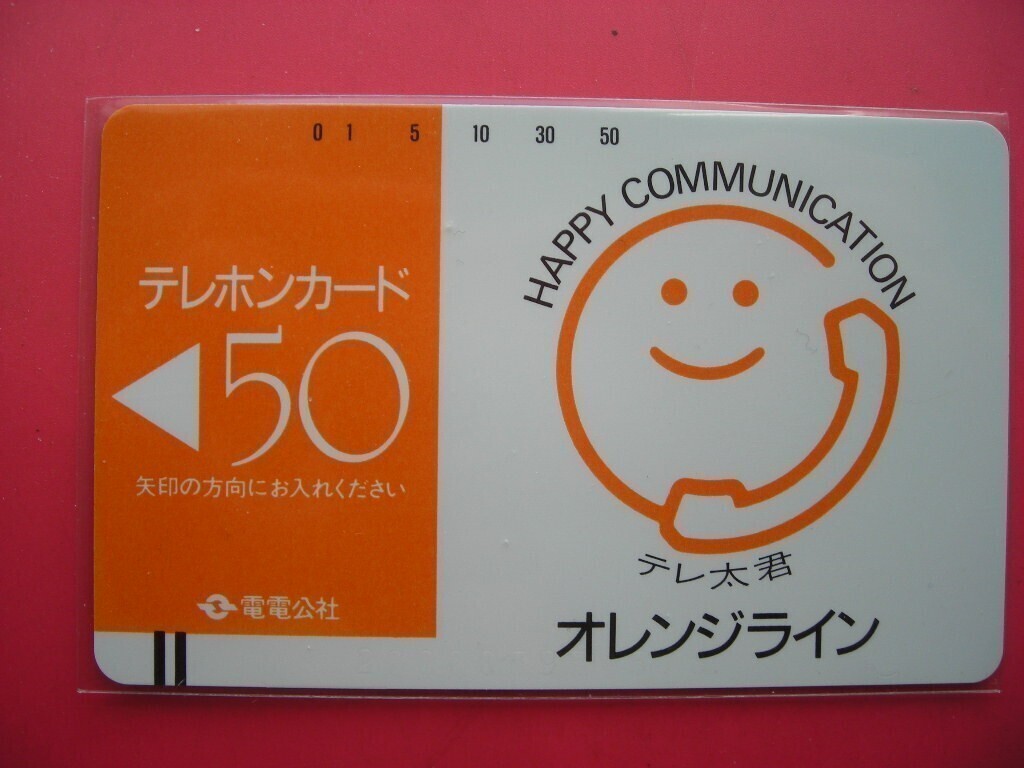 0 1 5 10 30 50
テレホンカード
50
矢印の方向にお入れください
電電公社
HAPPY COMMUNICATION
テレ太君
オレンジライン